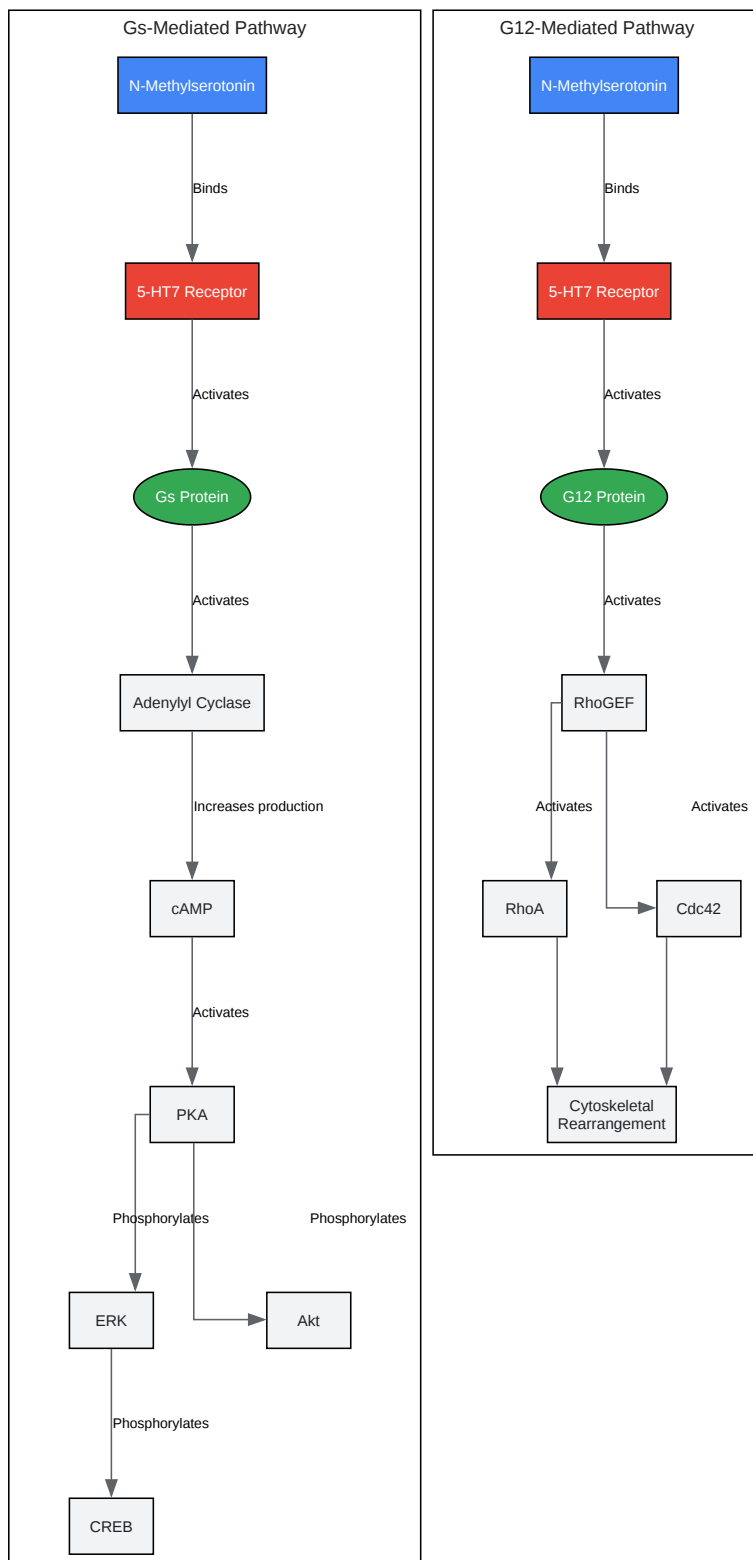 Gs-Mediated Pathway
N-Methylserotonin
Binds
5-HT7 Receptor
Activates
Gs Protein
Activates
Adenylyl Cyclase
Increases production
cAMP
Activates
PKA
Phosphorylates
Phosphorylates
ERK
Akt
Phosphorylates
CREB
G12-Mediated Pathway
N-Methylserotonin
Binds
5-HT7 Receptor
Activates
G12 Protein
Activates
RhoGEF
Activates
Activates
RhoA
Cdc42
Cytoskeletal
Rearrangement